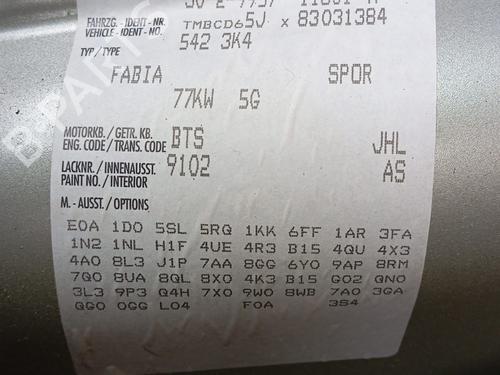 FAHRZG.-IDENT-NR. TMBCD65J x 83031384
VEHICLE-IDENT-NO.
TYP / TYPE 542 3K4
FABIA SPOR
77KW 5G
MOTORKB. / GETR. KB. BTS JHL
ENG. CODE / TRANS. CODE
LACKNR. / INNENAUSST. 9102 AS
PAINT NO. / INTERIOR
M. - AUSST. / OPTIONS
E0A 1D0 5SL 5RQ 1KK 6FF 1AR 3FA
1N2 1NL H1F 4UE 4R3 B15 4QU 4X3
4A0 8L3 J1P 7AA 8GG 6Y0 9AP 8RM
7Q0 8UA 8QL 8X0 4K3 B15 G02 QN0
3L3 9P3 Q4H 7X0 9W0 8WB 7A0 3GA
QG0 0GG L04 F0A 3S4